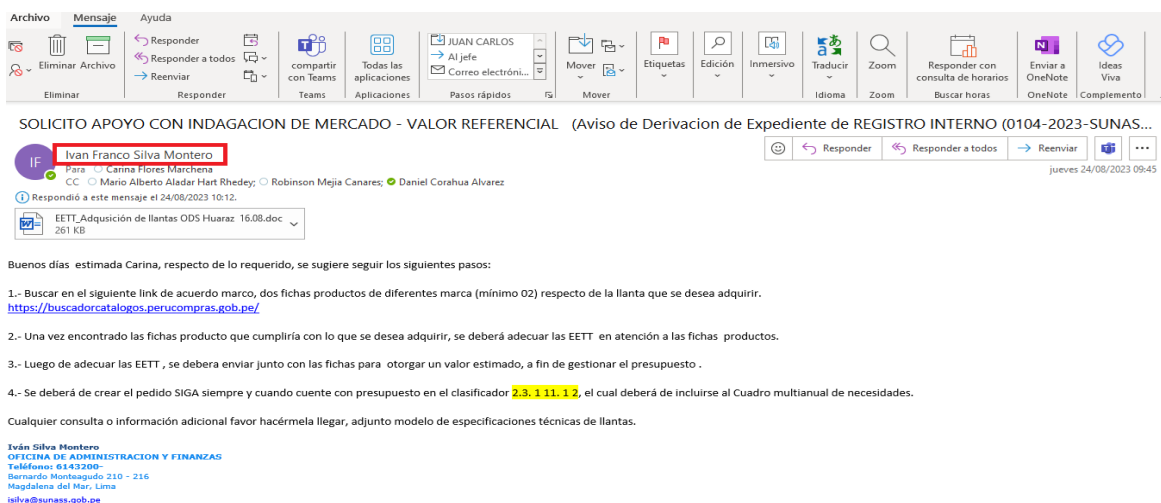 Archivo Mensaje Ayuda
Eliminar Archivo
Responder
Responder a todos
Reenviar
compartir con Teams
Todas las aplicaciones
JUAN CARLOS
Al jefe
Correo electróni...
Mover
Etiquetas
Edición
Inmersivo
Traducir
Zoom
Responder con consulta de horarios
Enviar a OneNote
Ideas Viva
Eliminar Responder Teams Aplicaciones Pasos rápidos Mover Idioma Zoom Buscar horas OneNote Complemento
SOLICITO APOYO CON INDAGACION DE MERCADO - VALOR REFERENCIAL (Aviso de Derivacion de Expediente de REGISTRO INTERNO (0104-2023-SUNAS...
IF
Ivan Franco Silva Montero
Para Carina Flores Marchena
CC Mario Alberto Aladar Hart Rhedey; Robinson Mejia Canares; Daniel Corahua Alvarez
Responder Responder a todos Reenviar
jueves 24/08/2023 09:45
Respondió a este mensaje el 24/08/2023 10:12.
EETT_Adqusición de llantas ODS Huaraz 16.08.doc
261 KB
Buenos días estimada Carina, respecto de lo requerido, se sugiere seguir los siguientes pasos:
1.- Buscar en el siguiente link de acuerdo marco, dos fichas productos de diferentes marca (mínimo 02) respecto de la llanta que se desea adquirir.
https://buscadorcatalogos.perucompras.gob.pe/
2.- Una vez encontrado las fichas producto que cumpliría con lo que se desea adquirir, se deberá adecuar las EETT en atención a las fichas productos.
3.- Luego de adecuar las EETT , se debera enviar junto con las fichas para otorgar un valor estimado, a fin de gestionar el presupuesto .
4.- Se deberá de crear el pedido SIGA siempre y cuando cuente con presupuesto en el clasificador 2.3. 1 11. 1 2, el cual deberá de incluirse al Cuadro multianual de necesidades.
Cualquier consulta o información adicional favor hacérmela llegar, adjunto modelo de especificaciones técnicas de llantas.
Iván Silva Montero
OFICINA DE ADMINISTRACION Y FINANZAS
Teléfono: 6143200-
Bernardo Monteagudo 210 - 216
Magdalena del Mar, Lima
isilva@sunass.gob.pe